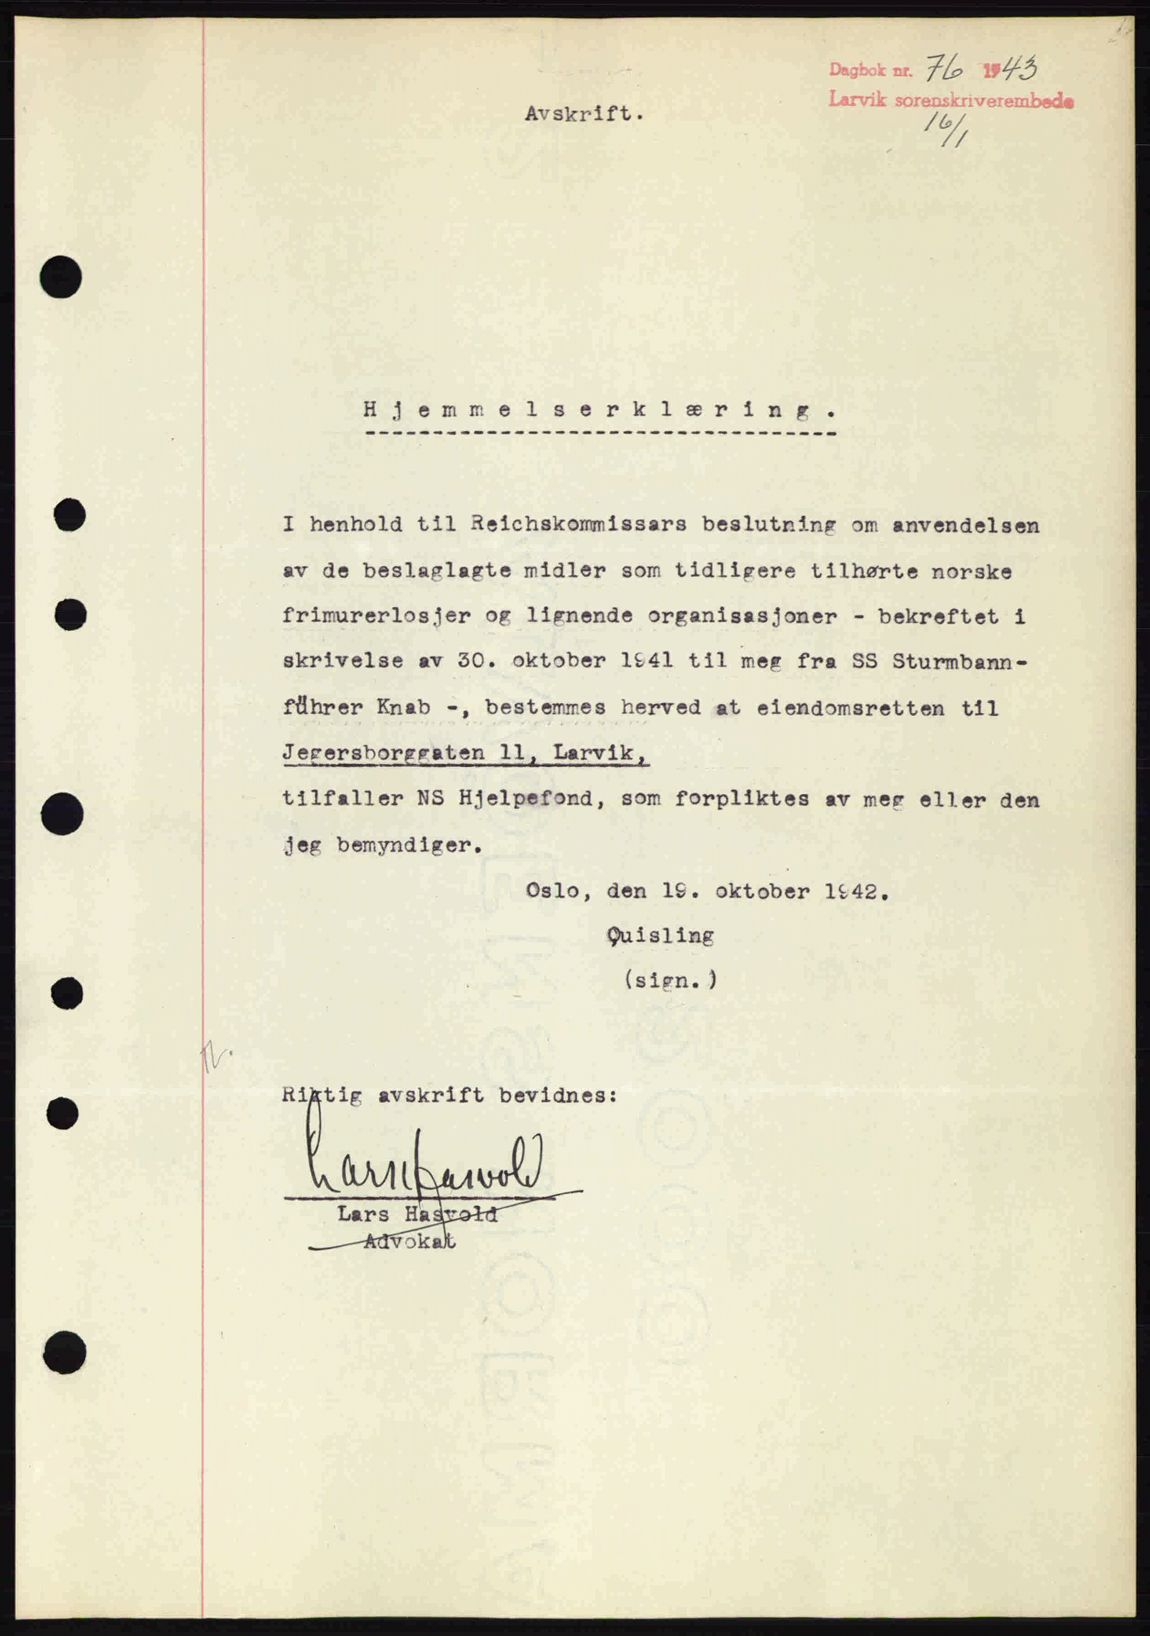 Dagbok nr. 76 1943
Larvik sorenskriverembede
16/1
Avskrift.
Hjemmelserklæring.
I henhold til Reichskommissars beslutning om anvendelsen
av de beslaglagte midler som tidligere tilhørte norske
frimurerlosjer og lignende organisasjoner - bekreftet i
skrivelse av 30. oktober 1941 til meg fra SS Sturmbann-
führer Knab -, bestemmes herved at eiendomsretten til
Jegersborggaten 11, Larvik,
tilfaller NS Hjelpefond, som forpliktes av meg eller den
jeg bemyndiger.
Oslo, den 19. oktober 1942.
Quisling
(sign.)
Riktig avskrift bevidnes:
Lars Hasvold
Lars Hasvold
Advokat